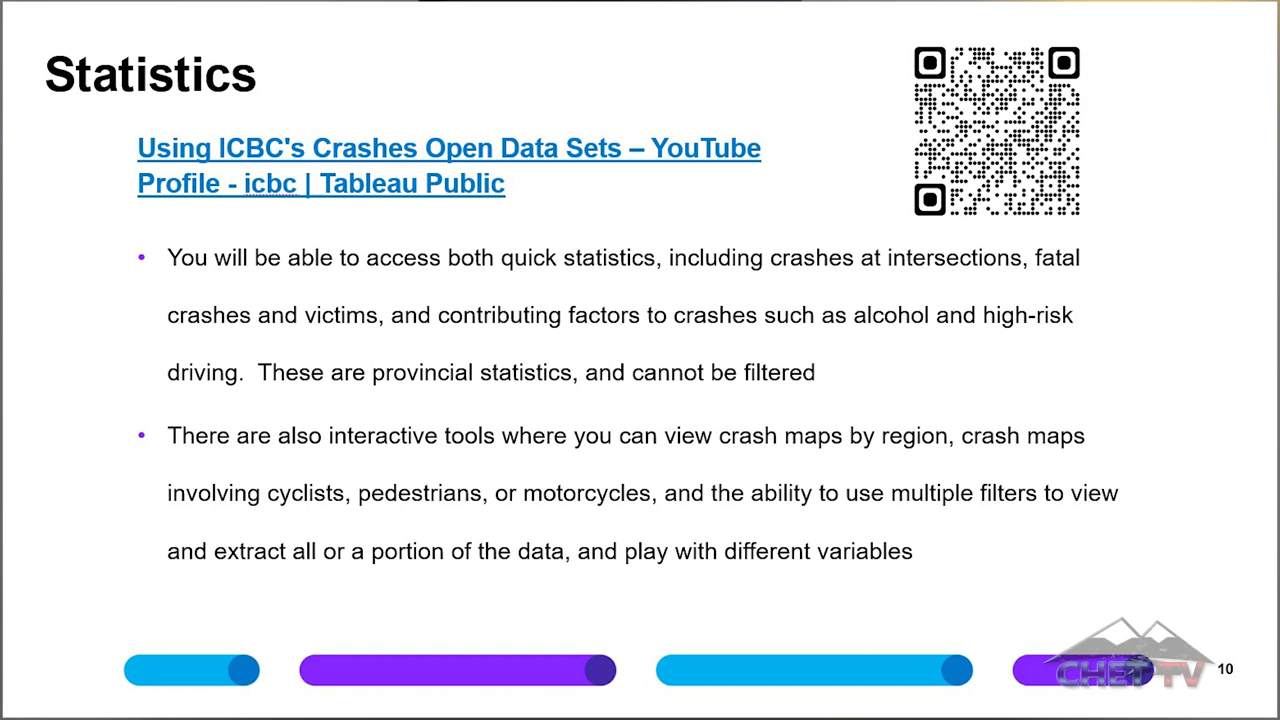 Statistics
Using ICBC's Crashes Open Data Sets – YouTube
Profile - icbc | Tableau Public
• You will be able to access both quick statistics, including crashes at intersections, fatal
crashes and victims, and contributing factors to crashes such as alcohol and high-risk
driving.  These are provincial statistics, and cannot be filtered
• There are also interactive tools where you can view crash maps by region, crash maps
involving cyclists, pedestrians, or motorcycles, and the ability to use multiple filters to view
and extract all or a portion of the data, and play with different variables
CHET TV
10